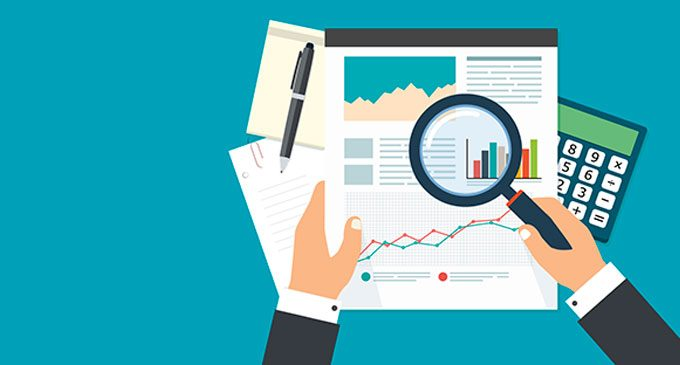 8 9 ×
5 6 ÷
2 3 −
+ =